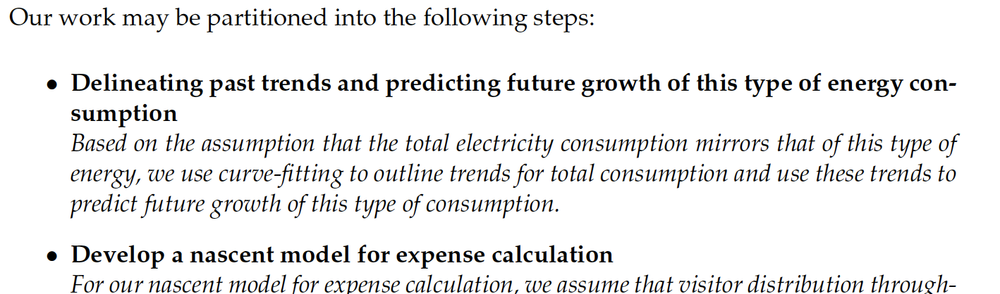 Our work may be partitioned into the following steps:
• Delineating past trends and predicting future growth of this type of energy con-
sumption
Based on the assumption that the total electricity consumption mirrors that of this type of
energy, we use curve-fitting to outline trends for total consumption and use these trends to
predict future growth of this type of consumption.
• Develop a nascent model for expense calculation
For our nascent model for expense calculation, we assume that visitor distribution through-